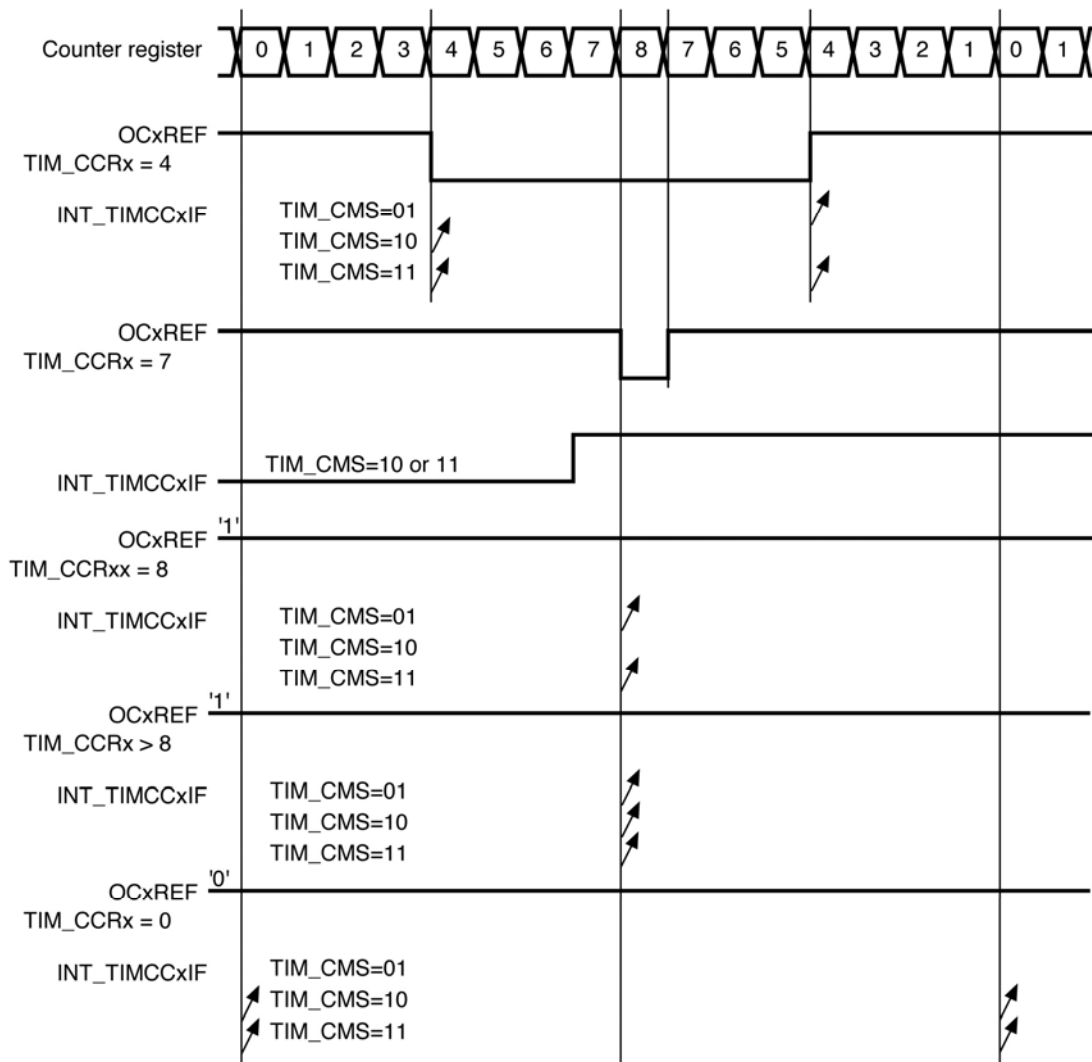 Counter register 0 1 2 3 4 5 6 7 8 7 6 5 4 3 2 1 0 1
OCxREF
TIM_CCRx = 4
INT_TIMCCxIF
TIM_CMS=01
TIM_CMS=10
TIM_CMS=11
OCxREF
TIM_CCRx = 7
TIM_CMS=10 or 11
INT_TIMCCxIF
'1'
OCxREF
TIM_CCRxx = 8
INT_TIMCCxIF
TIM_CMS=01
TIM_CMS=10
TIM_CMS=11
'1'
OCxREF
TIM_CCRx > 8
INT_TIMCCxIF
TIM_CMS=01
TIM_CMS=10
TIM_CMS=11
'0'
OCxREF
TIM_CCRx = 0
INT_TIMCCxIF
TIM_CMS=01
TIM_CMS=10
TIM_CMS=11